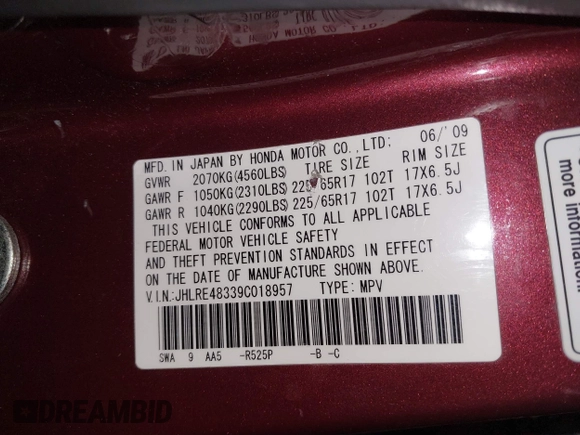 MFD. IN JAPAN BY HONDA MOTOR CO., LTD: 06/'09
GVWR 2070KG(4560LBS) TIRE SIZE RIM SIZE
GAWR F 1050KG(2310LBS) 225/65R17 102T 17X6.5J
GAWR R 1040KG(2290LBS) 225/65R17 102T 17X6.5J
THIS VEHICLE CONFORMS TO ALL APPLICABLE
FEDERAL MOTOR VEHICLE SAFETY
AND THEFT PREVENTION STANDARDS IN EFFECT
ON THE DATE OF MANUFACTURE SHOWN ABOVE.
V.I.N.:JHLRE48339C018957 TYPE: MPV
SWA 9 AA5 -R525P -B -C
more information
DREAMBID